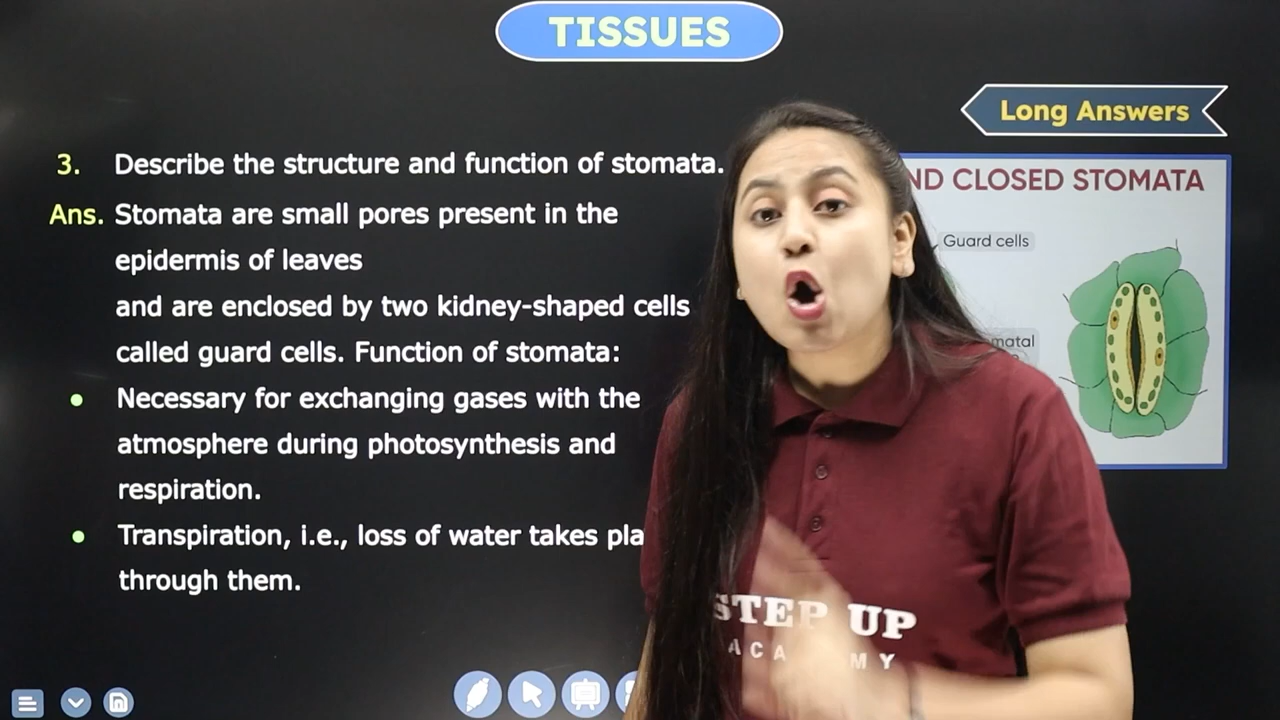 TISSUES
Long Answers
3. Describe the structure and function of stomata.
Ans. Stomata are small pores present in the
epidermis of leaves
and are enclosed by two kidney-shaped cells
called guard cells. Function of stomata:
• Necessary for exchanging gases with the
atmosphere during photosynthesis and
respiration.
• Transpiration, i.e., loss of water takes pla
through them.
ND CLOSED STOMATA
Guard cells
matal
STEP UP
ACA MY